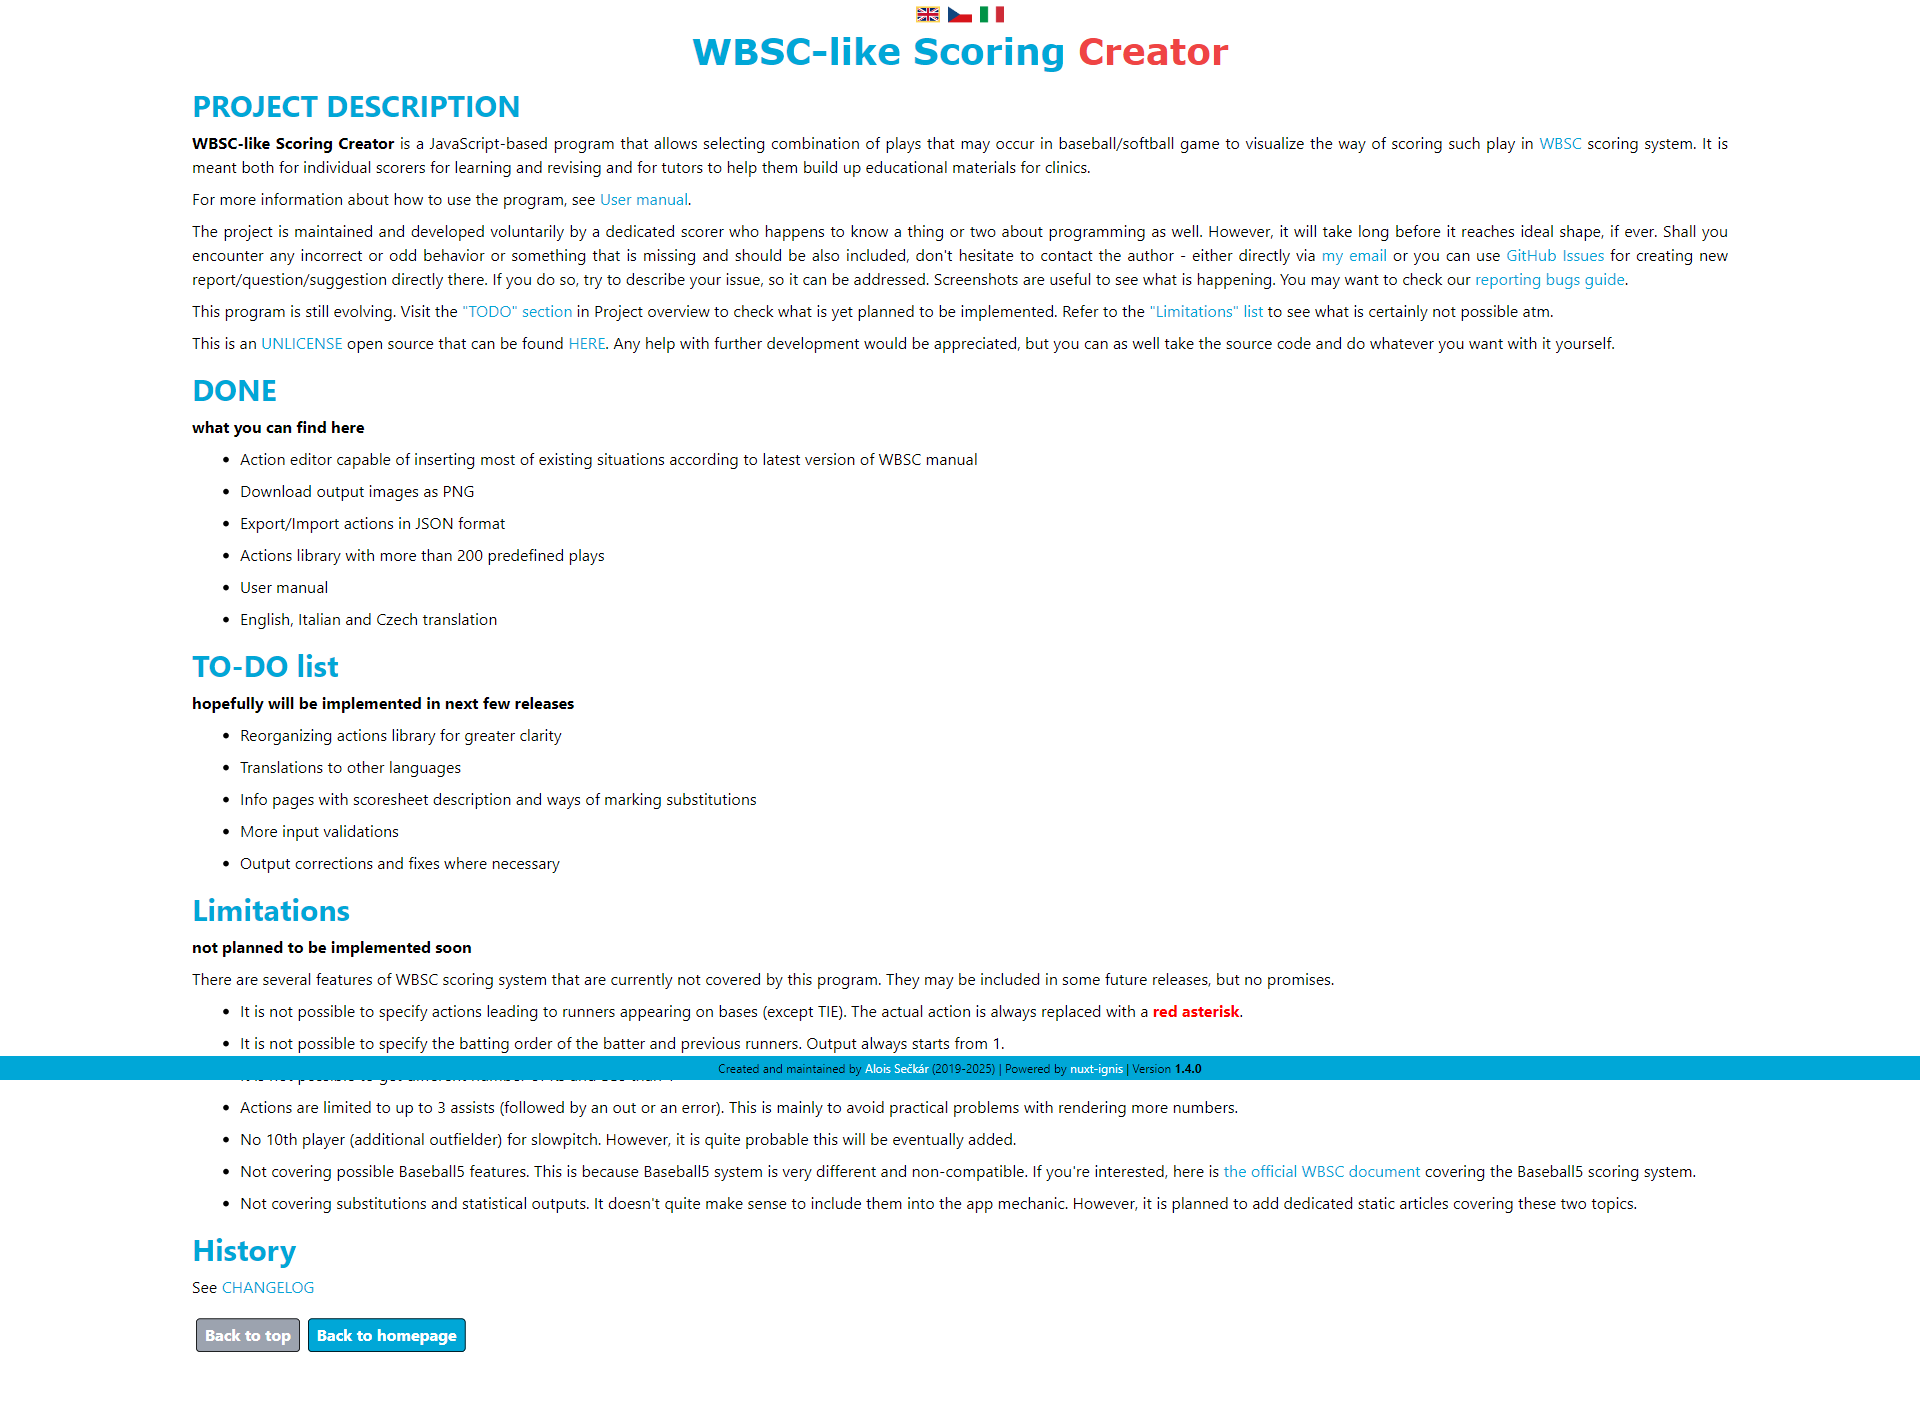 WBSC-like Scoring Creator
PROJECT DESCRIPTION
WBSC-like Scoring Creator is a JavaScript-based program that allows selecting combination of plays that may occur in baseball/softball game to visualize the way of scoring such play in WBSC scoring system. It is
meant both for individual scorers for learning and revising and for tutors to help them build up educational materials for clinics.
For more information about how to use the program, see User manual.
The project is maintained and developed voluntarily by a dedicated scorer who happens to know a thing or two about programming as well. However, it will take long before it reaches ideal shape, if ever. Shall you
encounter any incorrect or odd behavior or something that is missing and should be also included, don't hesitate to contact the author - either directly via my email or you can use GitHub Issues for creating new
report/question/suggestion directly there. If you do so, try to describe your issue, so it can be addressed. Screenshots are useful to see what is happening. You may want to check our reporting bugs guide.
This program is still evolving. Visit the "TODO" section in Project overview to check what is yet planned to be implemented. Refer to the "Limitations" list to see what is certainly not possible atm.
This is an UNLICENSE open source that can be found HERE. Any help with further development would be appreciated, but you can as well take the source code and do whatever you want with it yourself.
DONE
what you can find here
• Action editor capable of inserting most of existing situations according to latest version of WBSC manual
• Download output images as PNG
• Export/Import actions in JSON format
• Actions library with more than 200 predefined plays
• User manual
• English, Italian and Czech translation
TO-DO list
hopefully will be implemented in next few releases
• Reorganizing actions library for greater clarity
• Translations to other languages
• Info pages with scoresheet description and ways of marking substitutions
• More input validations
• Output corrections and fixes where necessary
Limitations
not planned to be implemented soon
There are several features of WBSC scoring system that are currently not covered by this program. They may be included in some future releases, but no promises.
• It is not possible to specify actions leading to runners appearing on bases (except TIE). The actual action is always replaced with a red asterisk.
• It is not possible to specify the batting order of the batter and previous runners. Output always starts from 1.
Created and maintained by Alois Sečkár (2019-2025) | Powered by nuxt-ignis | Version 1.4.0
• Actions are limited to up to 3 assists (followed by an out or an error). This is mainly to avoid practical problems with rendering more numbers.
• No 10th player (additional outfielder) for slowpitch. However, it is quite probable this will be eventually added.
• Not covering possible Baseball5 features. This is because Baseball5 system is very different and non-compatible. If you're interested, here is the official WBSC document covering the Baseball5 scoring system.
• Not covering substitutions and statistical outputs. It doesn't quite make sense to include them into the app mechanic. However, it is planned to add dedicated static articles covering these two topics.
History
See CHANGELOG
Back to top Back to homepage